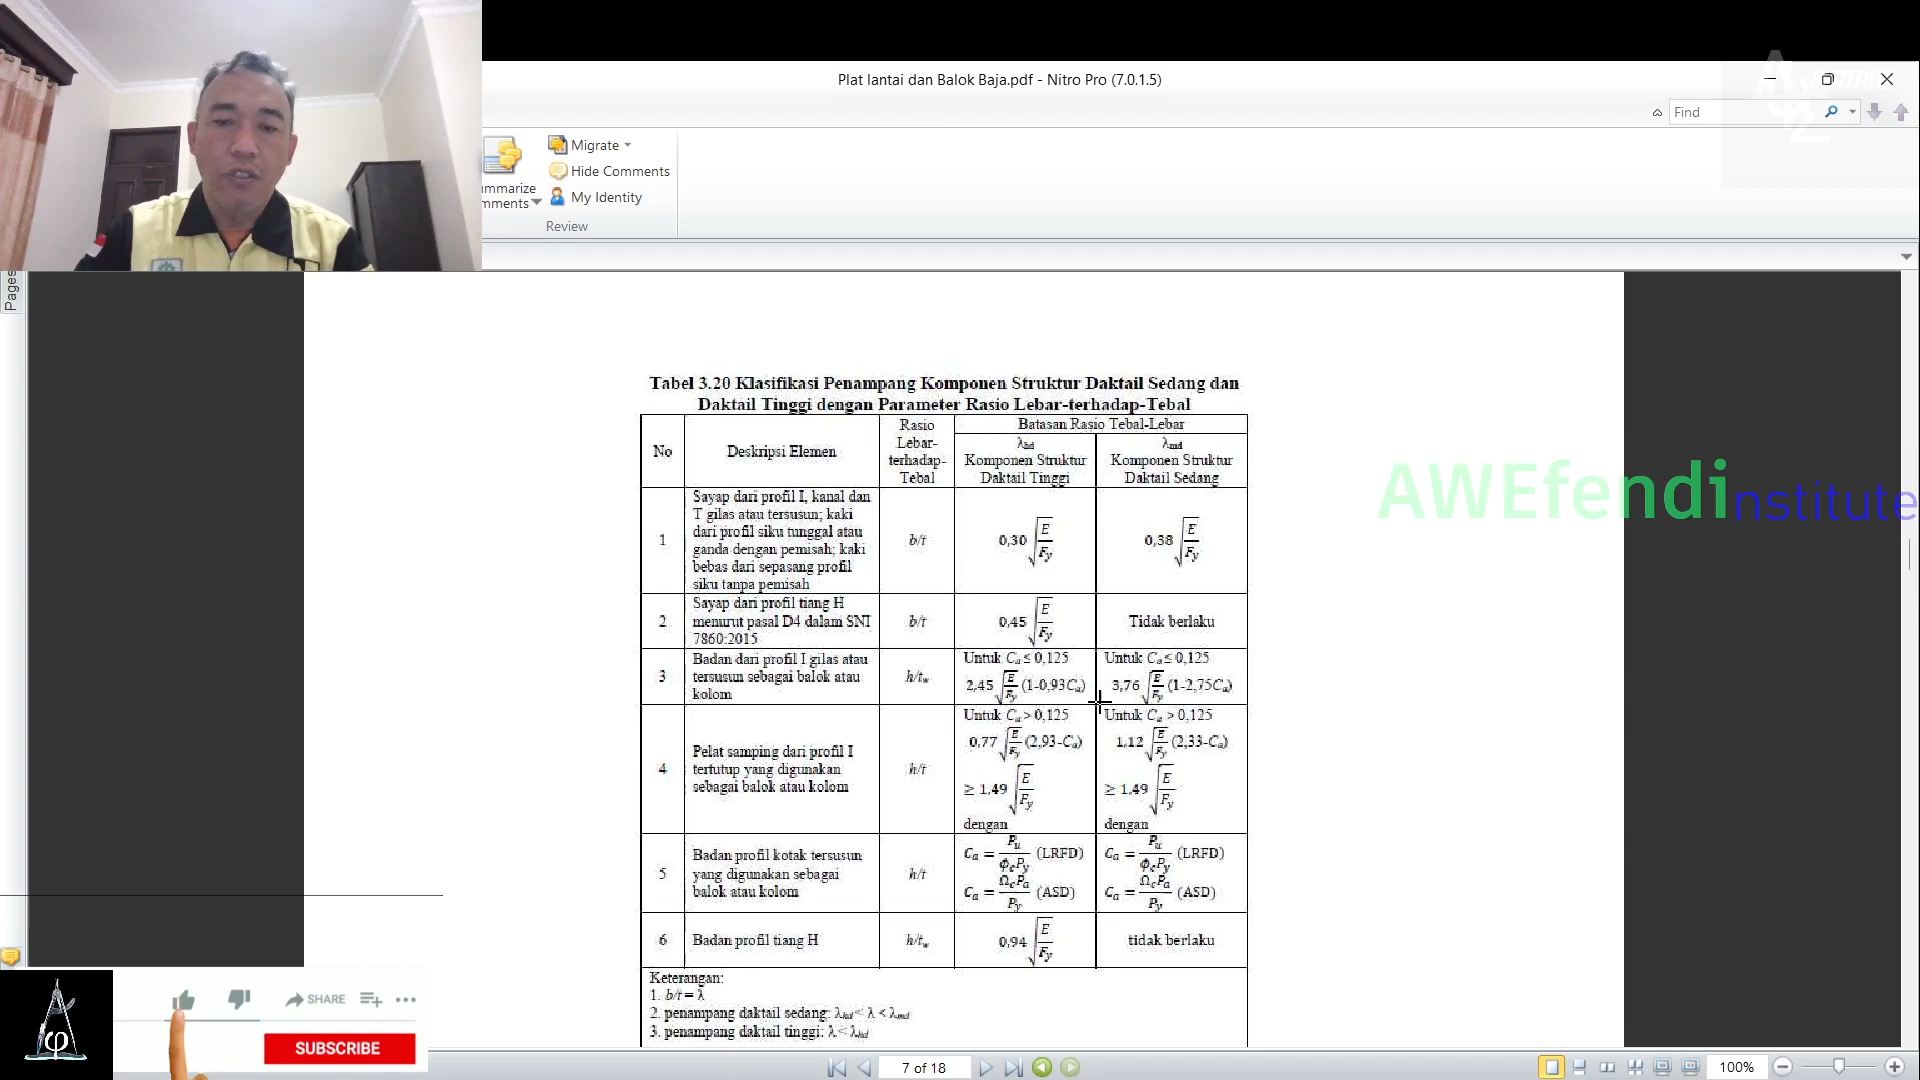 Plat lantai dan Balok Baja.pdf - Nitro Pro (7.0.1.5)
Find
Migrate
Hide Comments
My Identity
ummarize
mments
Review
Pages
Tabel 3.20 Klasifikasi Penampang Komponen Struktur Daktail Sedang dan
Daktail Tinggi dengan Parameter Rasio Lebar-terhadap-Tebal
No
Deskripsi Elemen
Rasio
Lebar-
terhadap-
Tebal
Batasan Rasio Tebal-Lebar
λhd
Komponen Struktur
Daktail Tinggi
λmd
Komponen Struktur
Daktail Sedang
1
Sayap dari profil I, kanal dan
T gilas atau tersusun; kaki
dari profil siku tunggal atau
ganda dengan pemisah; kaki
bebas dari sepasang profil
siku tanpa pemisah
b/t
0,30 √(E/Fy)
0,38 √(E/Fy)
2
Sayap dari profil tiang H
menurut pasal D4 dalam SNI
7860:2015
b/t
0,45 √(E/Fy)
Tidak berlaku
3
Badan dari profil I gilas atau
tersusun sebagai balok atau
kolom
h/tw
Untuk Ca ≤ 0,125
2,45 √(E/Fy) (1-0,93Ca)
Untuk Ca ≤ 0,125
3,76 √(E/Fy) (1-2,75Ca)
4
Pelat samping dari profil I
tertutup yang digunakan
sebagai balok atau kolom
h/t
Untuk Ca > 0,125
0,77 √(E/Fy) (2,93-Ca)
≥ 1,49 √(E/Fy)
dengan
Untuk Ca > 0,125
1,12 √(E/Fy) (2,33-Ca)
≥ 1,49 √(E/Fy)
dengan
5
Badan profil kotak tersusun
yang digunakan sebagai
balok atau kolom
h/t
Ca = Pu/ϕcPy (LRFD)
Ca = ΩcPa/Py (ASD)
Ca = Pu/ϕcPy (LRFD)
Ca = ΩcPa/Py (ASD)
6
Badan profil tiang H
h/tw
0,94 √(E/Fy)
tidak berlaku
Keterangan:
1. b/t = λ
2. penampang daktail sedang: λhd < λ < λmd
3. penampang daktail tinggi: λ < λhd
AWEfendi institute
SHARE
SUBSCRIBE
φ
7 of 18
100%